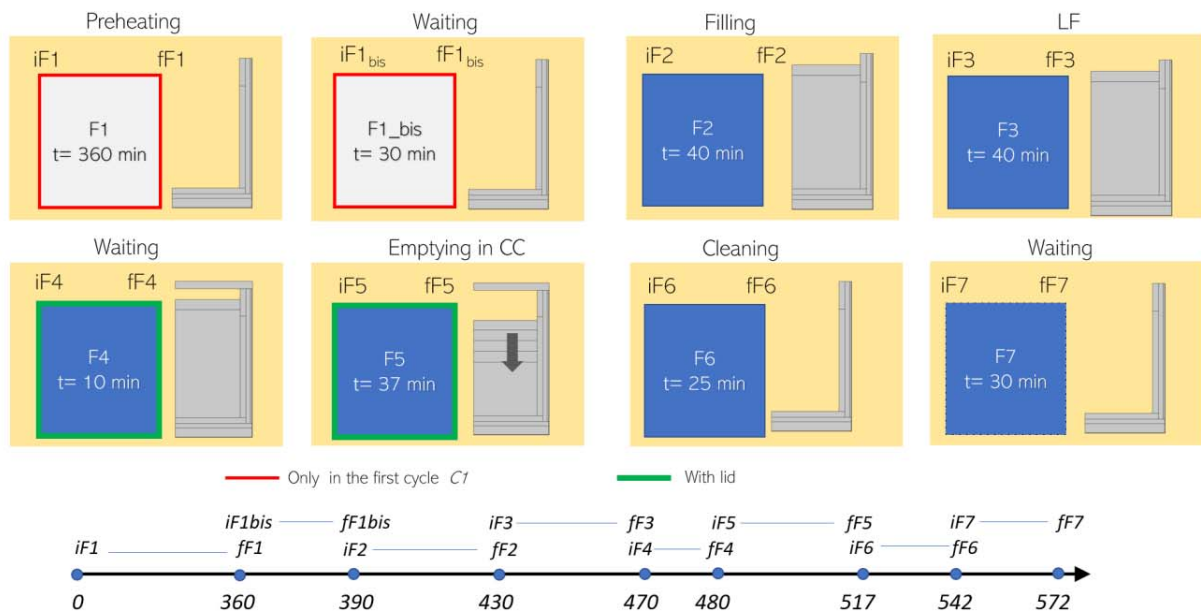 Preheating
Waiting
Filling
LF
iF1 fF1
iF1bis fF1bis
iF2 fF2
iF3 fF3
F1
t= 360 min
F1_bis
t= 30 min
F2
t= 40 min
F3
t= 40 min
Waiting
Emptying in CC
Cleaning
Waiting
iF4 fF4
iF5 fF5
iF6 fF6
iF7 fF7
F4
t= 10 min
F5
t= 37 min
F6
t= 25 min
F7
t= 30 min
Only in the first cycle C1
With lid
iF1bis fF1bis iF3 fF3 iF5 fF5 iF7 fF7
iF1 fF1 iF2 fF2 iF4 fF4 iF6 fF6
0 360 390 430 470 480 517 542 572